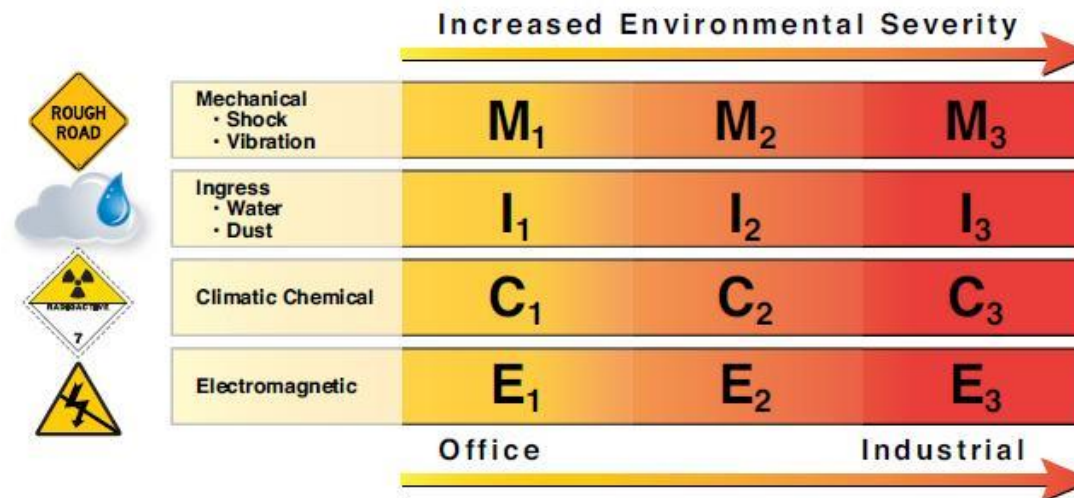 Increased Environmental Severity
ROUGH
ROAD
Mechanical
· Shock
· Vibration
M₁ M₂ M₃
Ingress
· Water
· Dust
I₁ I₂ I₃
RADIOACTIVE
7
Climatic Chemical
C₁ C₂ C₃
Electromagnetic
E₁ E₂ E₃
Office Industrial